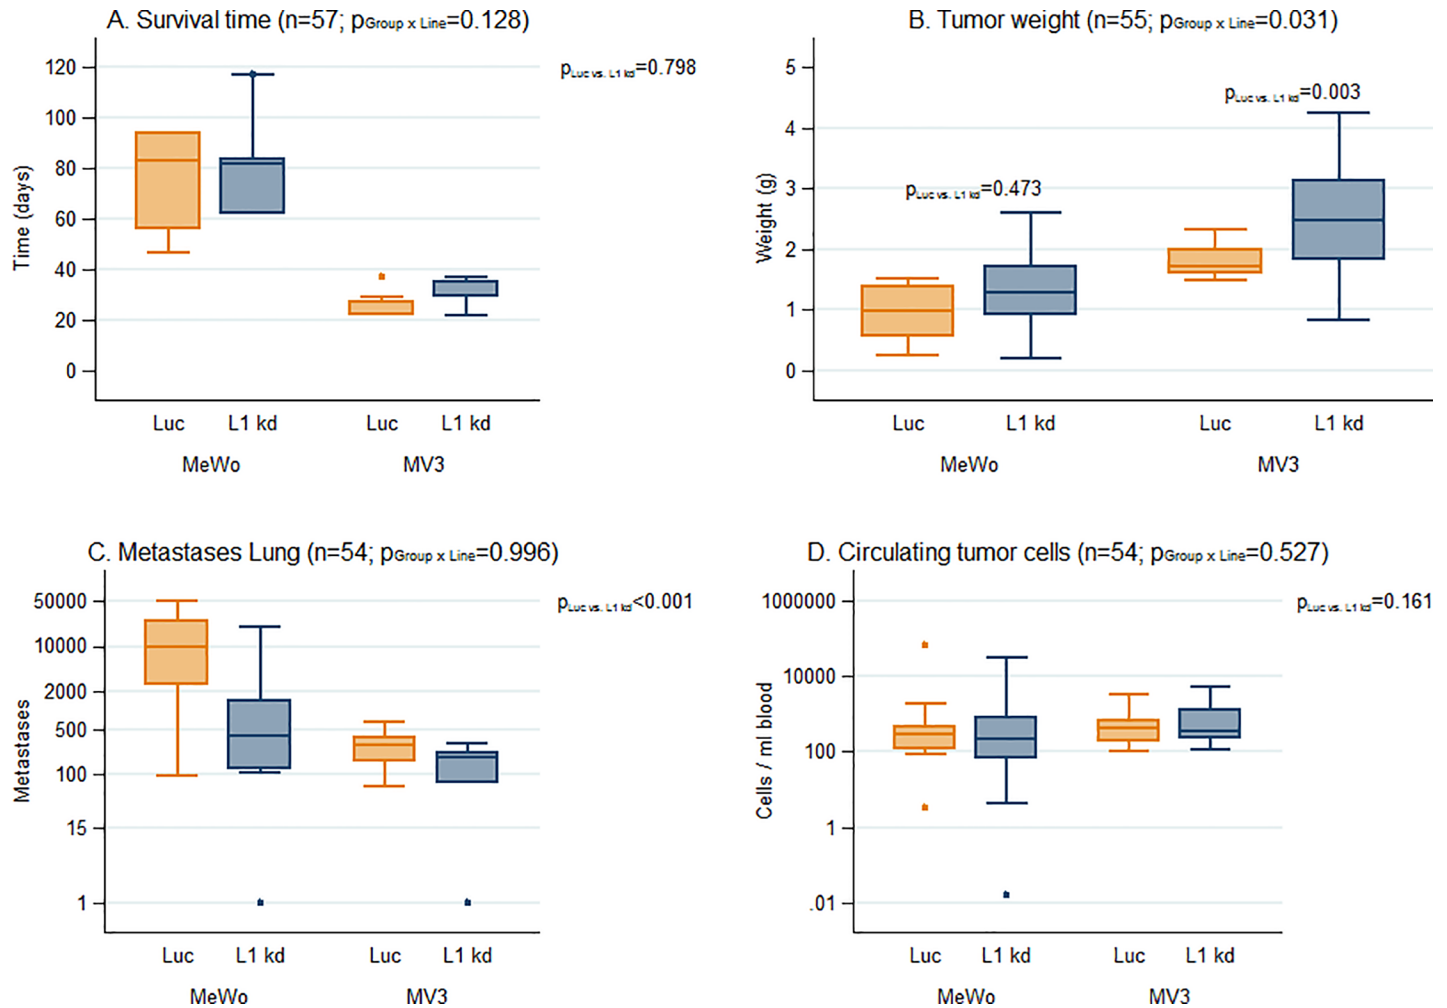 A. Survival time (n=57; pGroup x Line=0.128)
pLuc vs. L1 kd=0.798
120
100
80
60
40
20
0
Time (days)
Luc L1 kd Luc L1 kd
MeWo MV3
B. Tumor weight (n=55; pGroup x Line=0.031)
pLuc vs. L1 kd=0.003
pLuc vs. L1 kd=0.473
5
4
3
2
1
0
Weight (g)
Luc L1 kd Luc L1 kd
MeWo MV3
C. Metastases Lung (n=54; pGroup x Line=0.996)
pLuc vs. L1 kd<0.001
50000
10000
2000
500
100
15
1
Metastases
Luc L1 kd Luc L1 kd
MeWo MV3
D. Circulating tumor cells (n=54; pGroup x Line=0.527)
pLuc vs. L1 kd=0.161
1000000
10000
100
1
.01
Cells / ml blood
Luc L1 kd Luc L1 kd
MeWo MV3